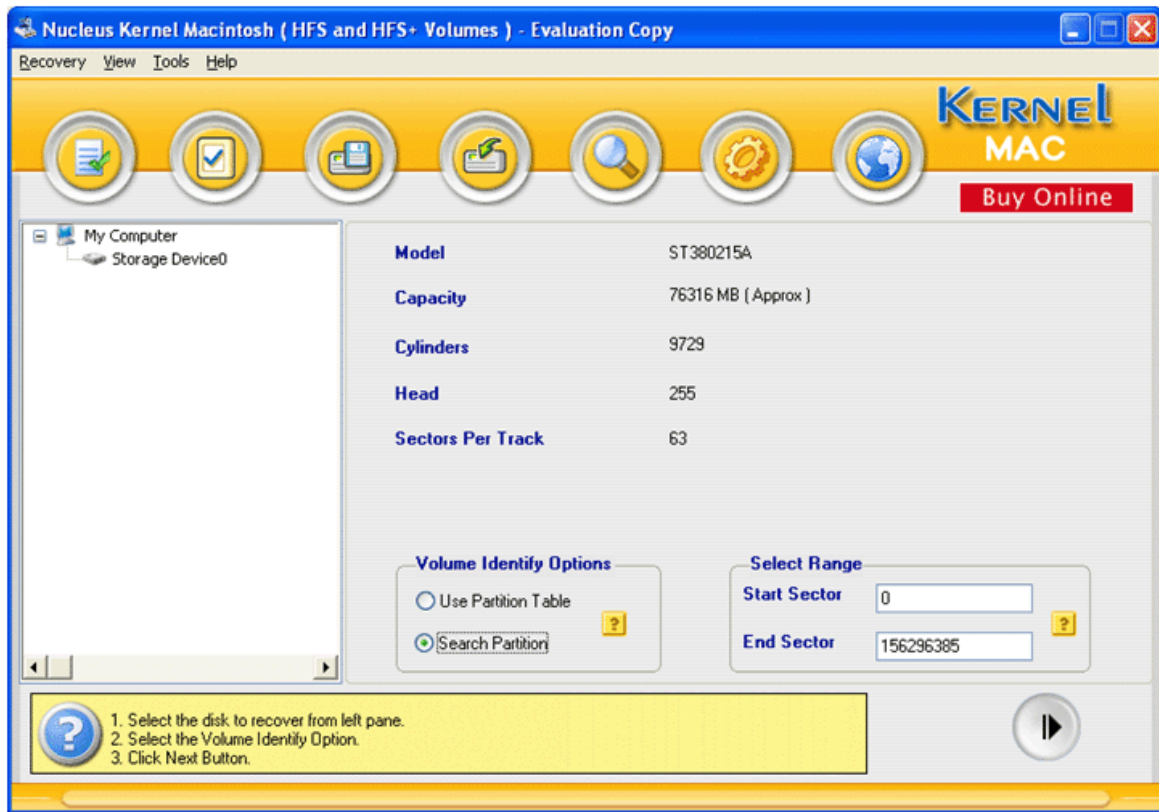 Nucleus Kernel Macintosh ( HFS and HFS+ Volumes ) - Evaluation Copy
Recovery View Tools Help
KERNEL
MAC
Buy Online
My Computer
Storage Device0
Model ST380215A
Capacity 76316 MB ( Approx )
Cylinders 9729
Head 255
Sectors Per Track 63
Volume Identify Options
Use Partition Table
?
Search Partition
Select Range
Start Sector 0
?
End Sector 156296385
?
1. Select the disk to recover from left pane.
2. Select the Volume Identify Option.
3. Click Next Button.